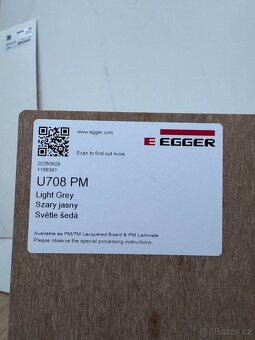 www.egger.com
EGGER
Scan to find out more.
20260929
1188391
U708 PM
Light Grey
Szary jasny
Světle šedá
Available as PM/TM Lacquered Board & PM Laminate
Please observe the special processing instructions.